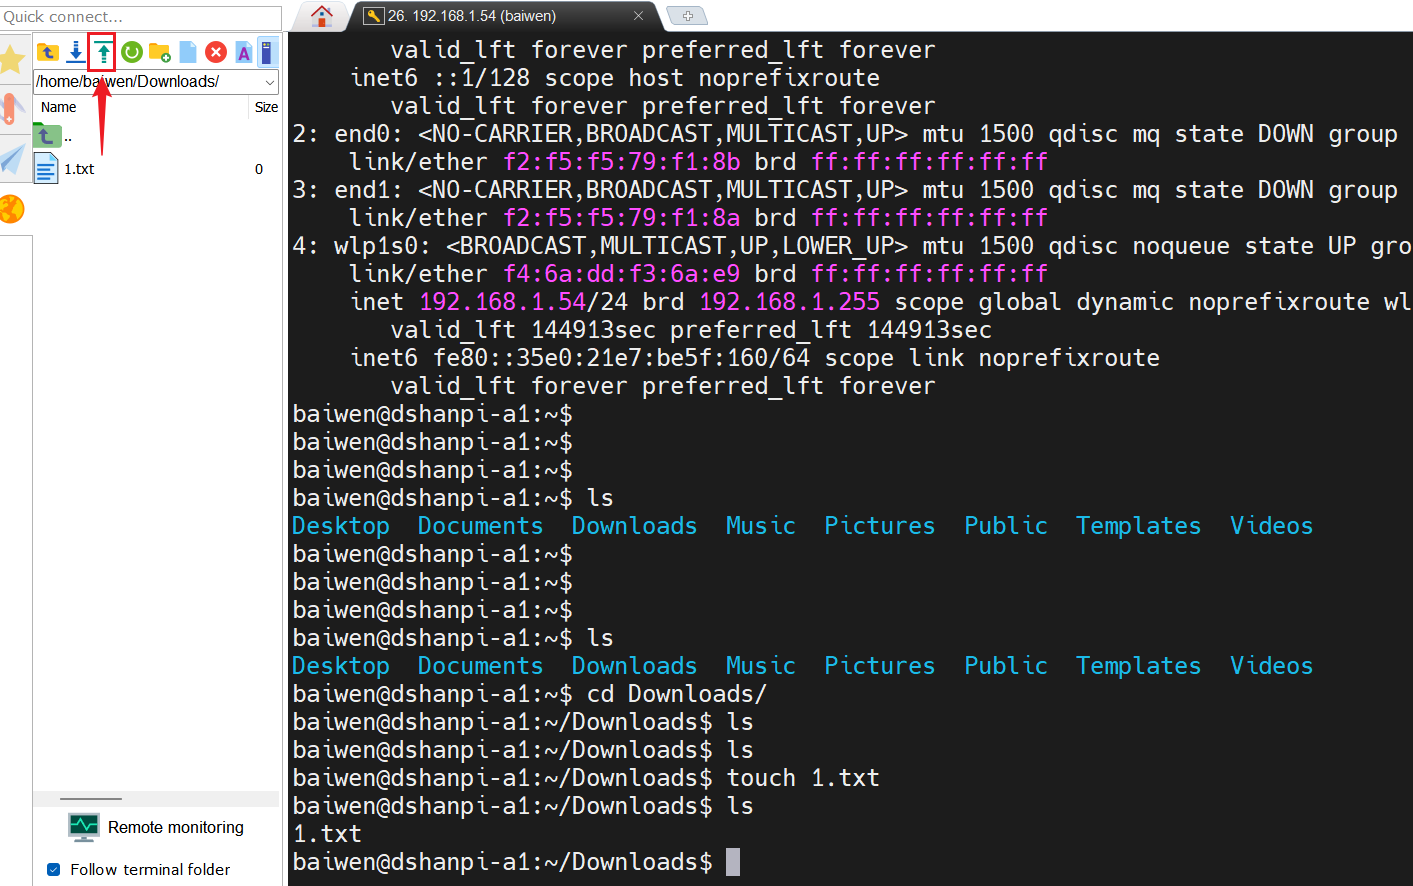 Quick connect...
26. 192.168.1.54 (baiwen)
/home/baiwen/Downloads/
Name Size
..
1.txt 0
Remote monitoring
Follow terminal folder
valid_lft forever preferred_lft forever
inet6 ::1/128 scope host noprefixroute
valid_lft forever preferred_lft forever
2: end0: <NO-CARRIER,BROADCAST,MULTICAST,UP> mtu 1500 qdisc mq state DOWN group
link/ether f2:f5:f5:79:f1:8b brd ff:ff:ff:ff:ff:ff
3: end1: <NO-CARRIER,BROADCAST,MULTICAST,UP> mtu 1500 qdisc mq state DOWN group
link/ether f2:f5:f5:79:f1:8a brd ff:ff:ff:ff:ff:ff
4: wlp1s0: <BROADCAST,MULTICAST,UP,LOWER_UP> mtu 1500 qdisc noqueue state UP gro
link/ether f4:6a:dd:f3:6a:e9 brd ff:ff:ff:ff:ff:ff
inet 192.168.1.54/24 brd 192.168.1.255 scope global dynamic noprefixroute wl
valid_lft 144913sec preferred_lft 144913sec
inet6 fe80::35e0:21e7:be5f:160/64 scope link noprefixroute
valid_lft forever preferred_lft forever
baiwen@dshanpi-a1:~$
baiwen@dshanpi-a1:~$
baiwen@dshanpi-a1:~$
baiwen@dshanpi-a1:~$ ls
Desktop Documents Downloads Music Pictures Public Templates Videos
baiwen@dshanpi-a1:~$
baiwen@dshanpi-a1:~$
baiwen@dshanpi-a1:~$
baiwen@dshanpi-a1:~$ ls
Desktop Documents Downloads Music Pictures Public Templates Videos
baiwen@dshanpi-a1:~$ cd Downloads/
baiwen@dshanpi-a1:~/Downloads$ ls
baiwen@dshanpi-a1:~/Downloads$ ls
baiwen@dshanpi-a1:~/Downloads$ touch 1.txt
baiwen@dshanpi-a1:~/Downloads$ ls
1.txt
baiwen@dshanpi-a1:~/Downloads$